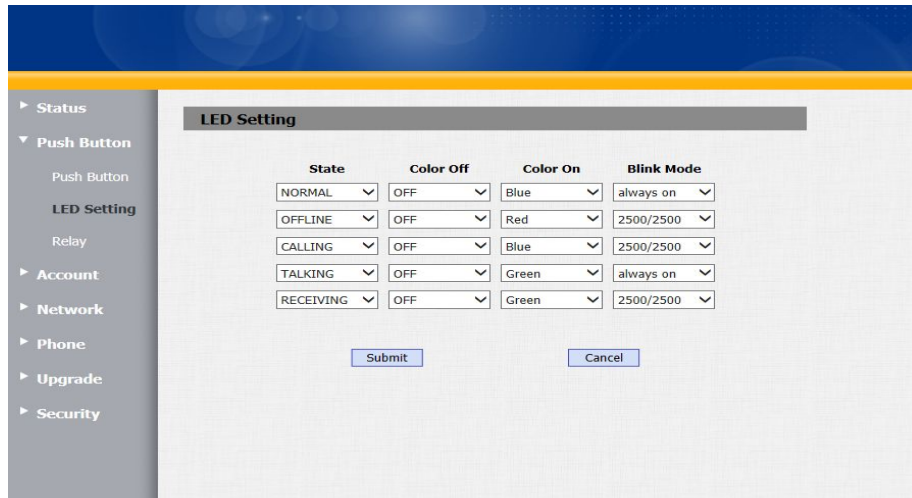 Status
Push Button
Push Button
LED Setting
Relay
Account
Network
Phone
Upgrade
Security
LED Setting
State Color Off Color On Blink Mode
NORMAL OFF Blue always on
OFFLINE OFF Red 2500/2500
CALLING OFF Blue 2500/2500
TALKING OFF Green always on
RECEIVING OFF Green 2500/2500
Submit Cancel